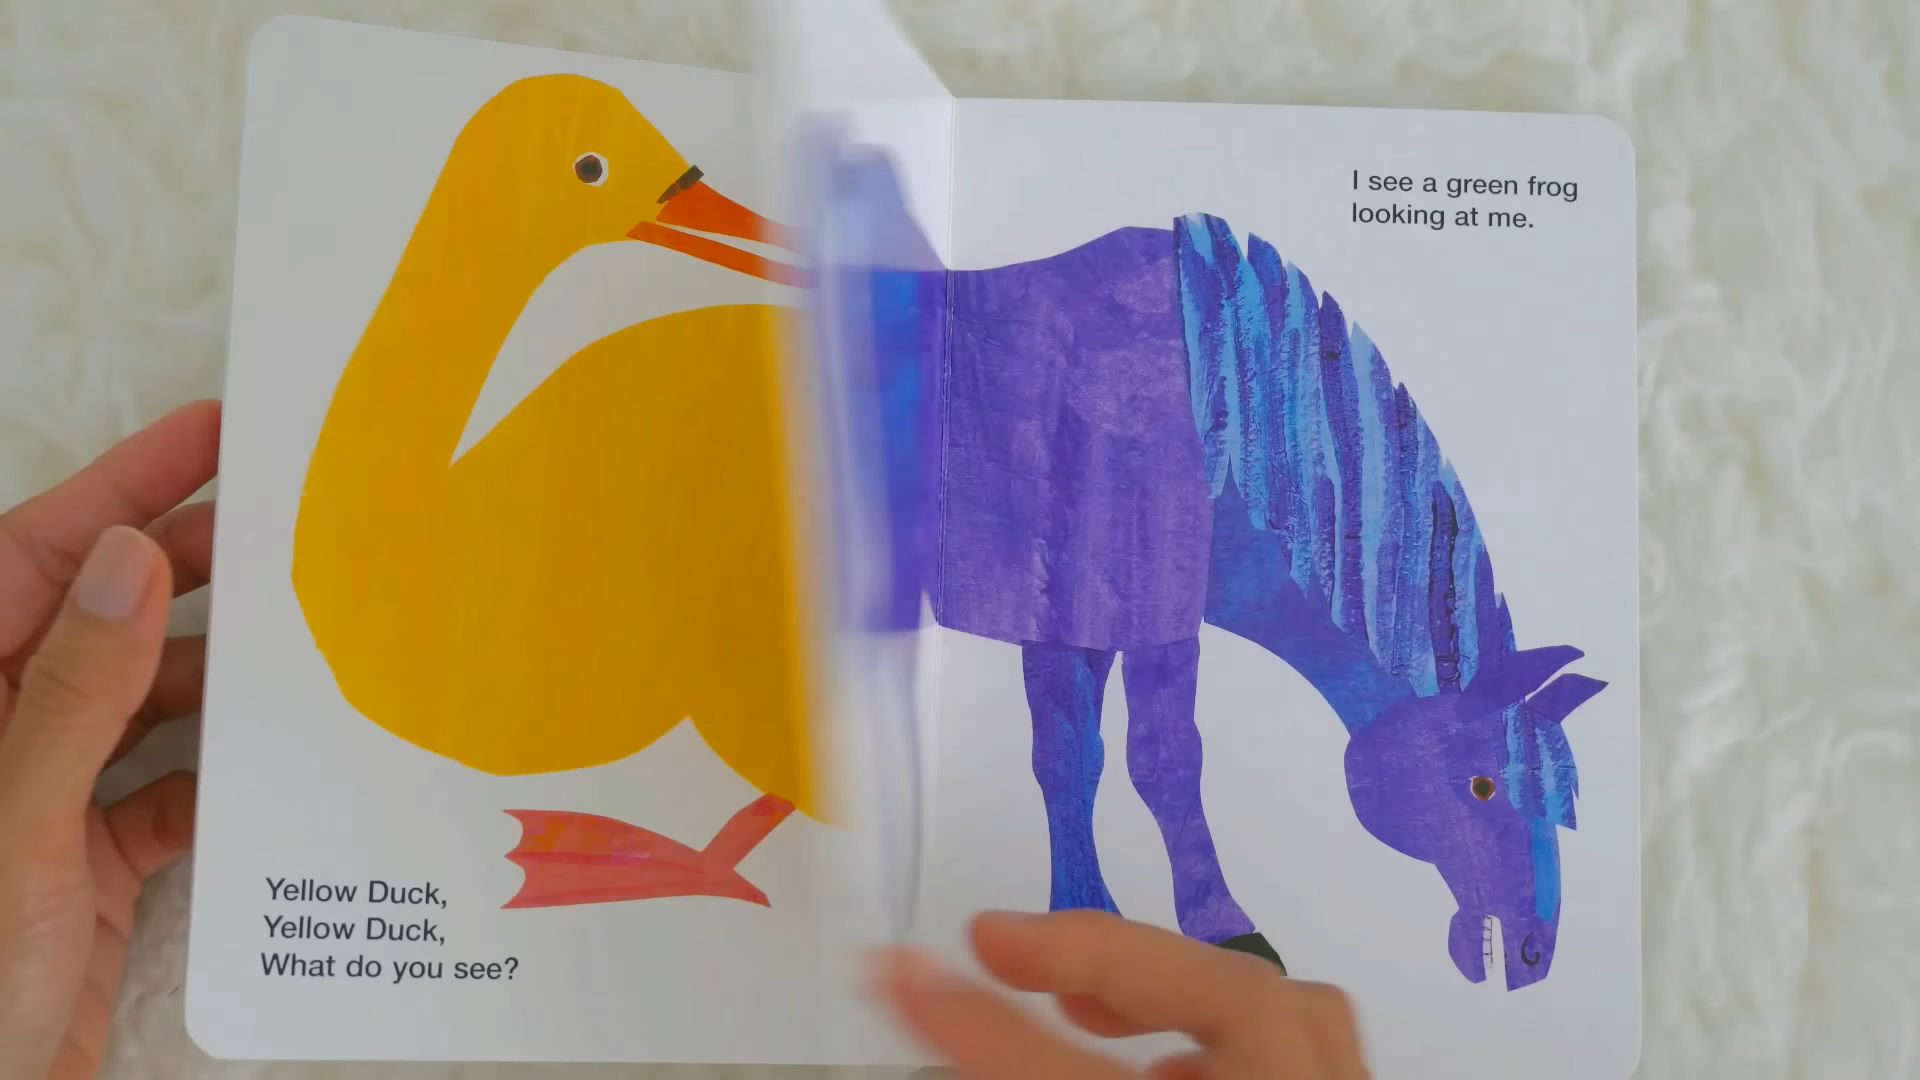 Yellow Duck,
Yellow Duck,
What do you see?
I see a green frog
looking at me.